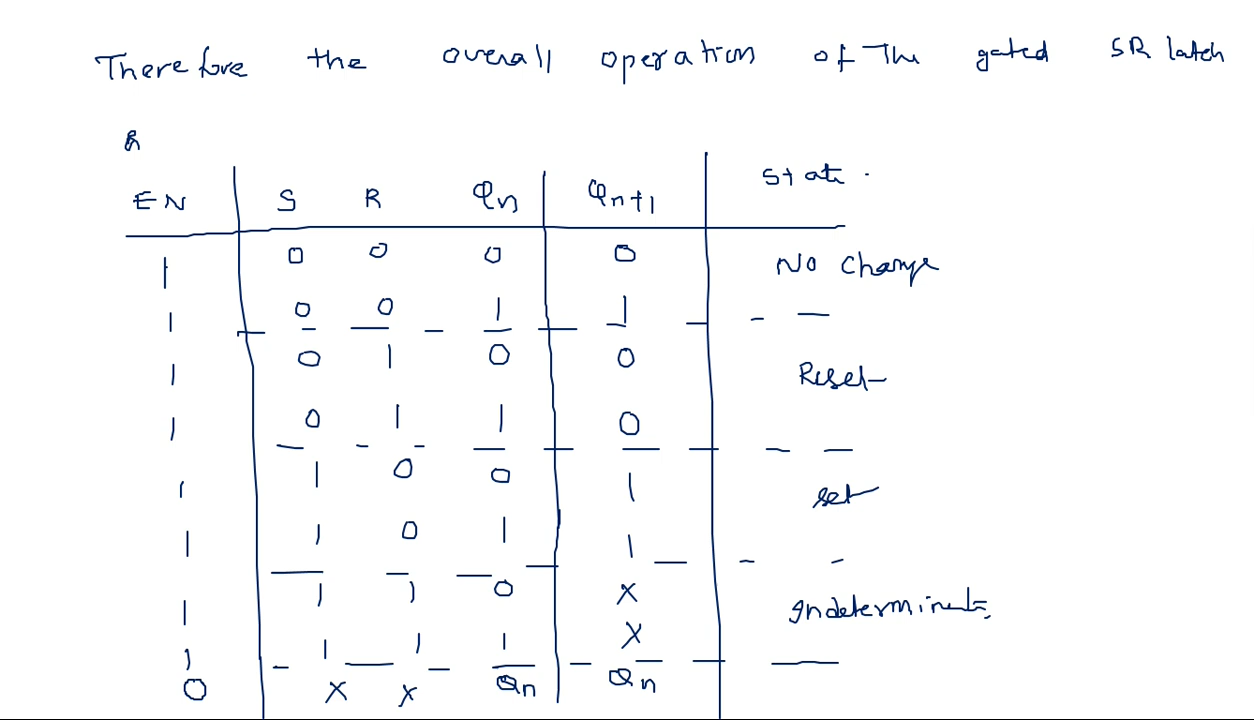 Therefore the overall operation of The gated SR latch
is
EN S R Qn Qn+1 State.
1 0 0 0 0 No Change
1 0 0 1 1
1 0 1 0 0 Reset
1 0 1 1 0
1 1 0 0 1 set
1 1 0 1 1
1 1 1 0 X Indeterminate,
1 1 1 1 X
0 X X Qn Qn